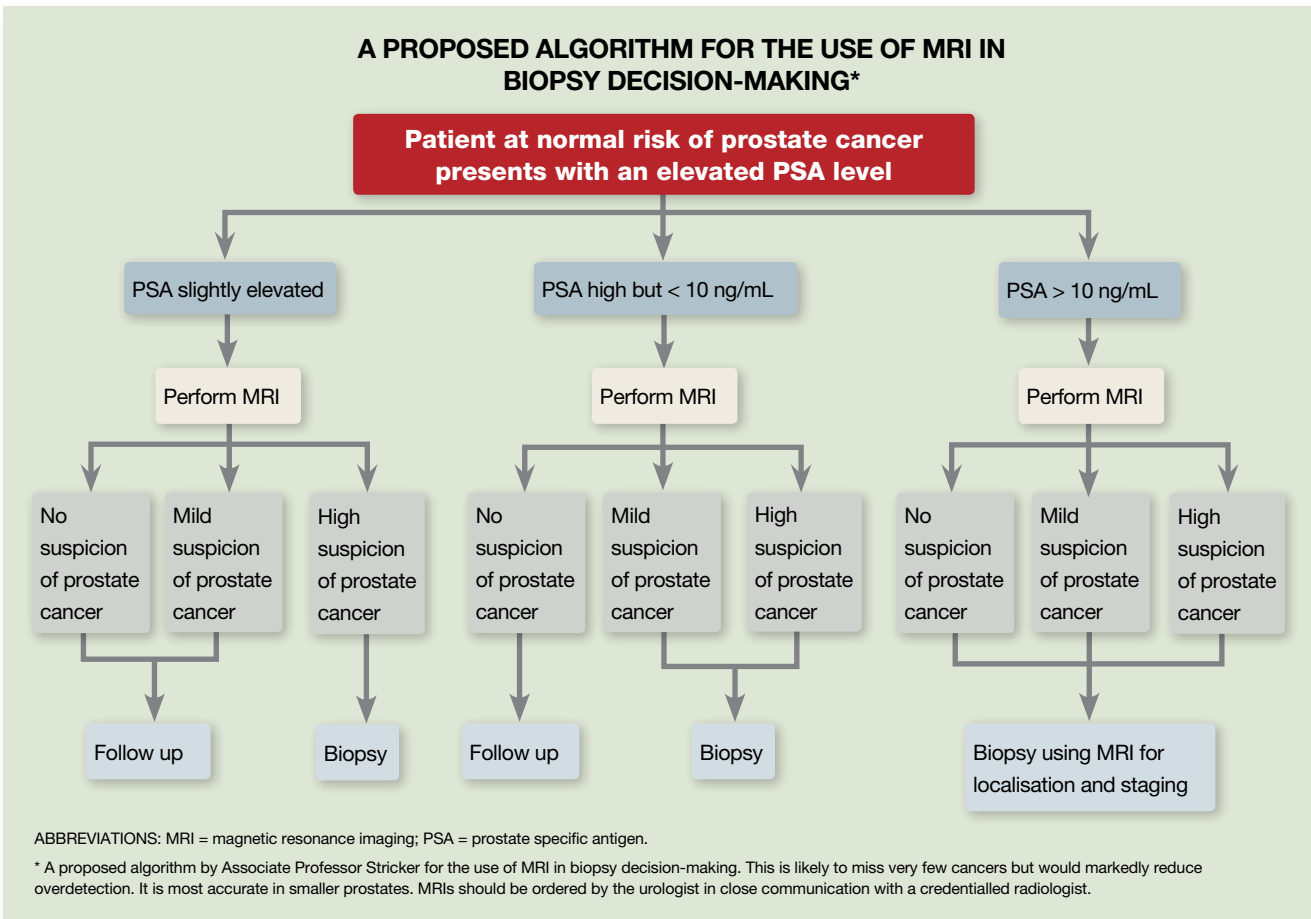 A PROPOSED ALGORITHM FOR THE USE OF MRI IN
BIOPSY DECISION-MAKING*
Patient at normal risk of prostate cancer
presents with an elevated PSA level
PSA slightly elevated
PSA high but < 10 ng/mL
PSA > 10 ng/mL
Perform MRI
Perform MRI
Perform MRI
No
suspicion
of prostate
cancer
Mild
suspicion
of prostate
cancer
High
suspicion
of prostate
cancer
No
suspicion
of prostate
cancer
Mild
suspicion
of prostate
cancer
High
suspicion
of prostate
cancer
No
suspicion
of prostate
cancer
Mild
suspicion
of prostate
cancer
High
suspicion
of prostate
cancer
Follow up
Biopsy
Follow up
Biopsy
Biopsy using MRI for
localisation and staging
ABBREVIATIONS: MRI = magnetic resonance imaging; PSA = prostate specific antigen.
* A proposed algorithm by Associate Professor Stricker for the use of MRI in biopsy decision-making. This is likely to miss very few cancers but would markedly reduce
overdetection. It is most accurate in smaller prostates. MRIs should be ordered by the urologist in close communication with a credentialled radiologist.